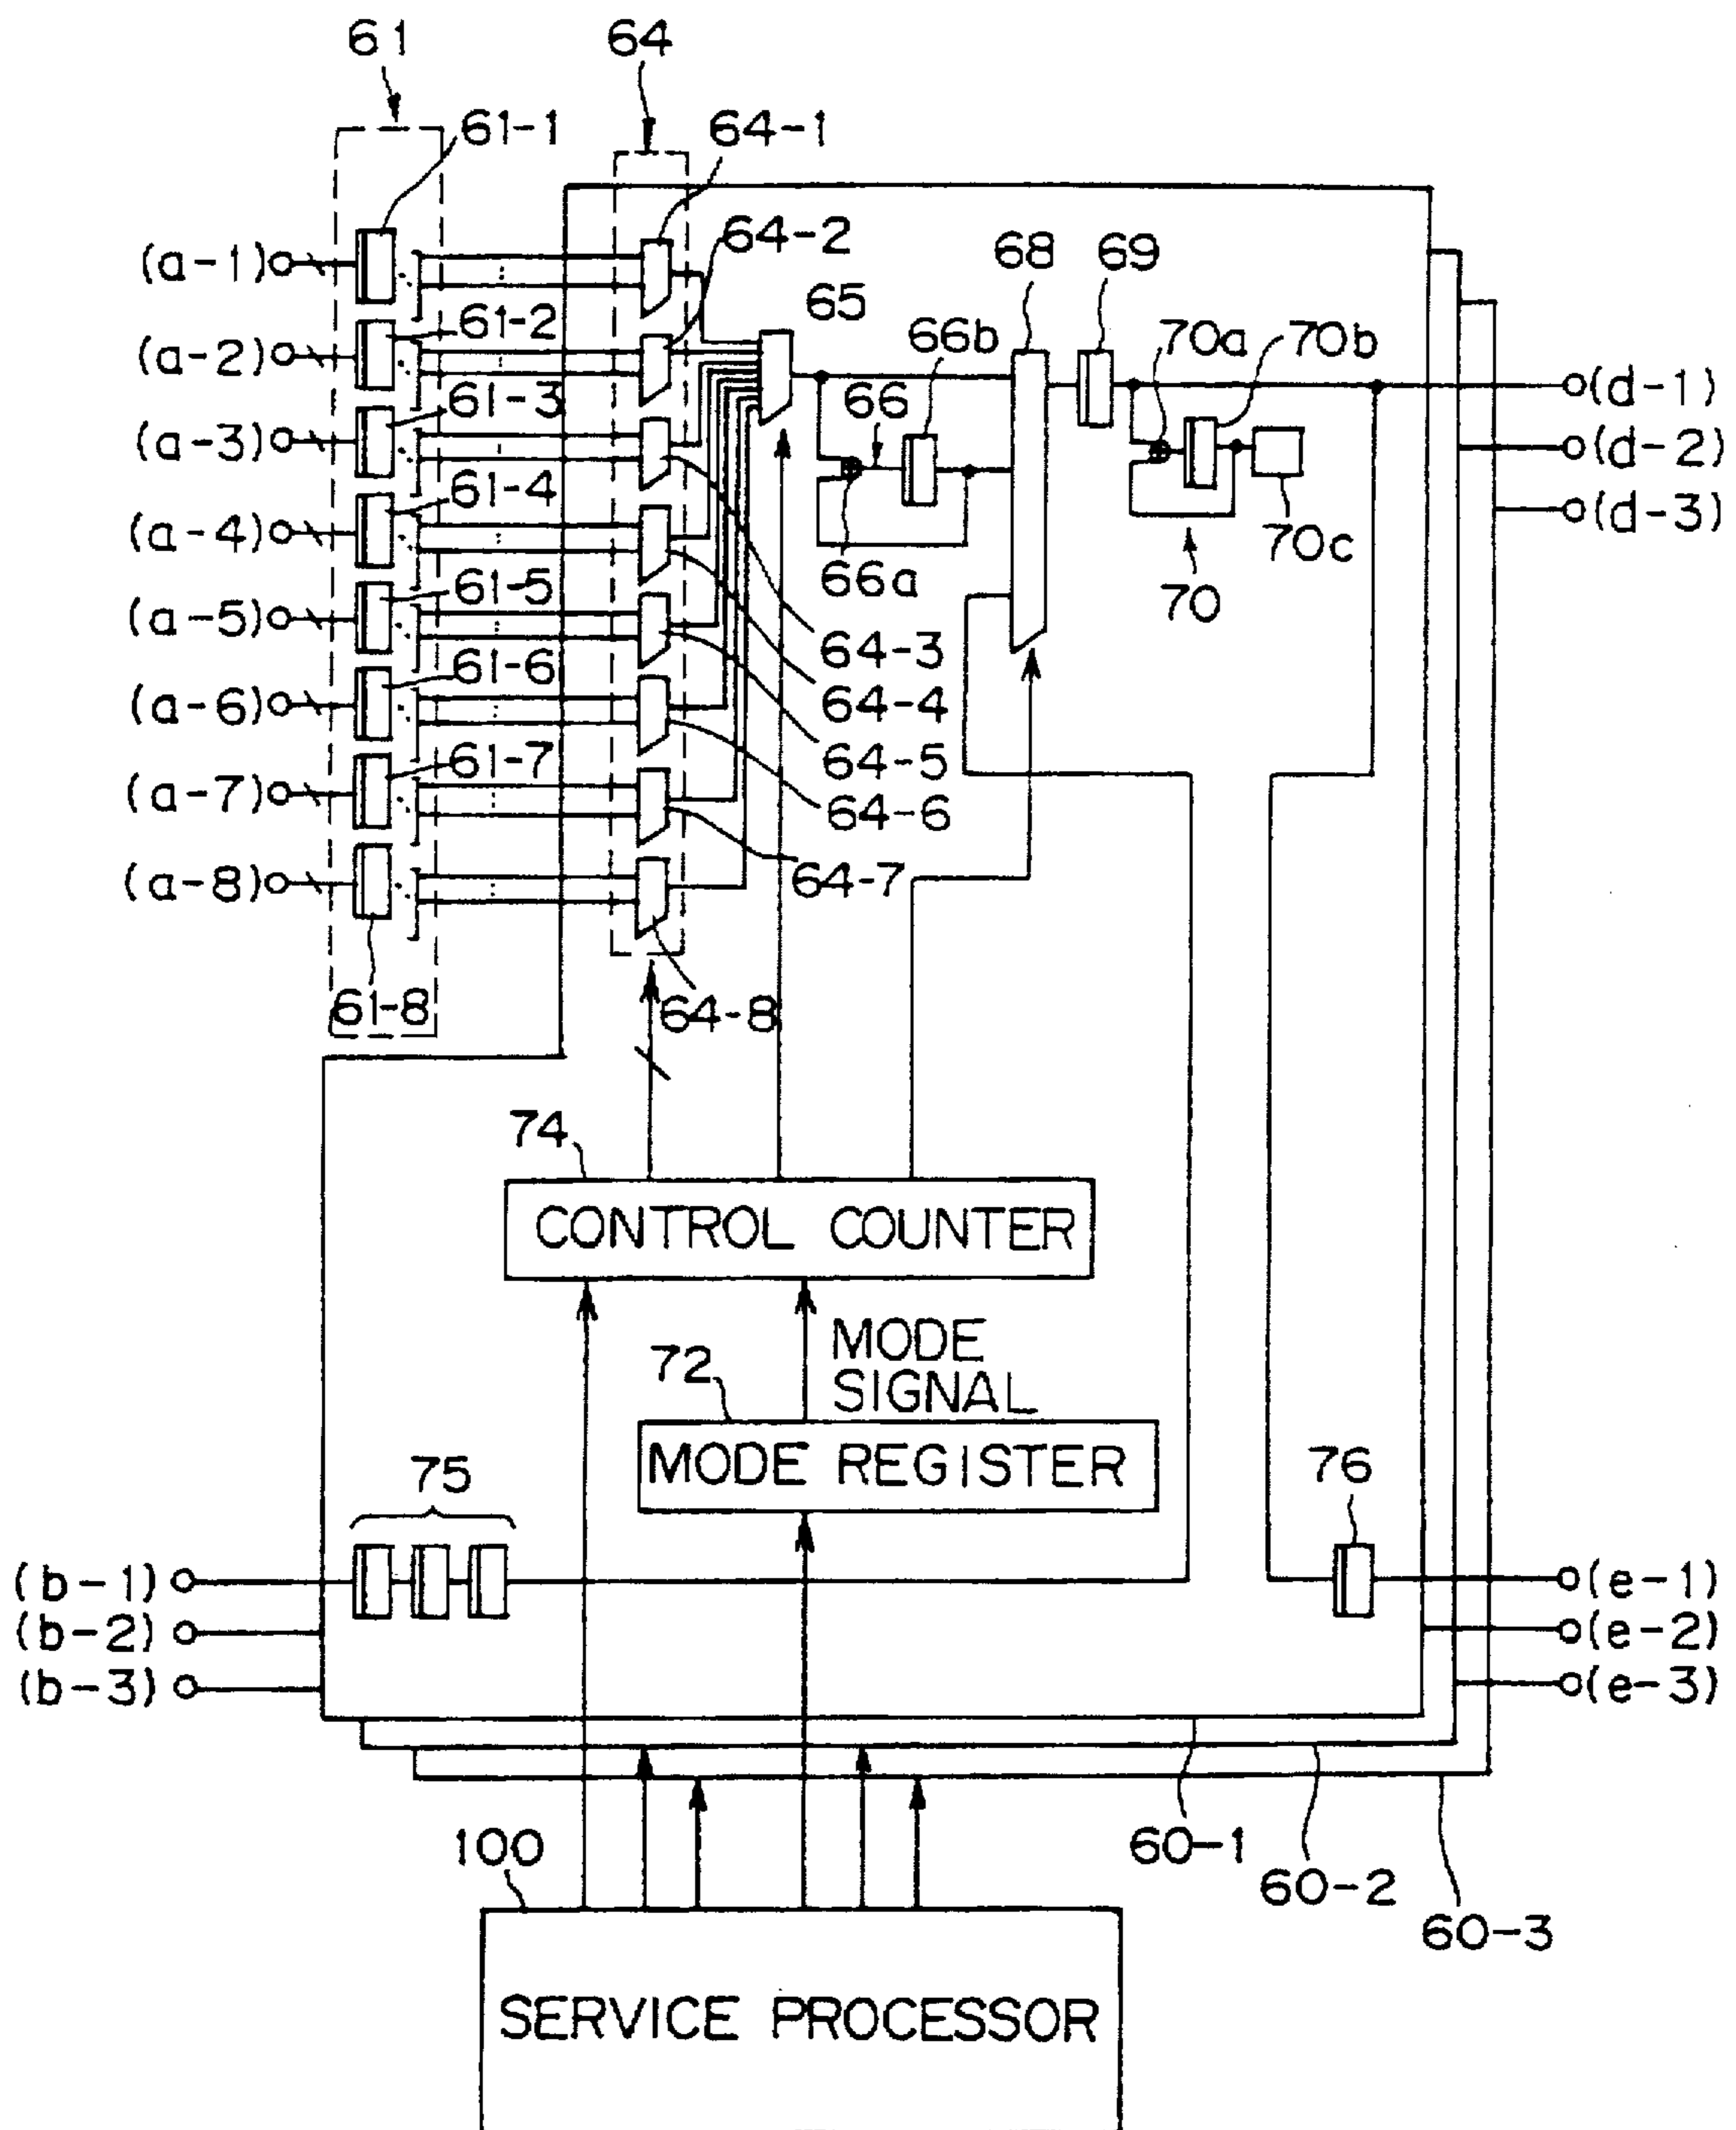 61
64
61-1
64-1
(a-1)
64-2
68
69
61-2
65
(a-2)
66b
70a
70b
(d-1)
61-3
66
(a-3)
(d-2)
61-4
(d-3)
(a-4)
66a
70c
61-5
70
(a-5)
64-3
61-6
64-4
(a-6)
64-5
61-7
(a-7)
64-6
(a-8)
64-7
61-8
64-8
74
CONTROL COUNTER
MODE
SIGNAL
72
MODE REGISTER
75
76
(b-1)
(e-1)
(b-2)
(e-2)
(b-3)
(e-3)
100
60-1
60-2
60-3
SERVICE PROCESSOR